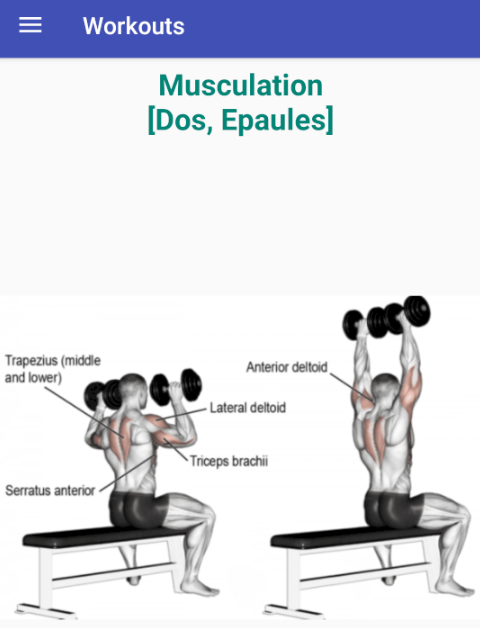 Workouts
Musculation
[Dos, Epaules]
Trapezius (middle
and lower)
Anterior deltoid
Lateral deltoid
Triceps brachii
Serratus anterior